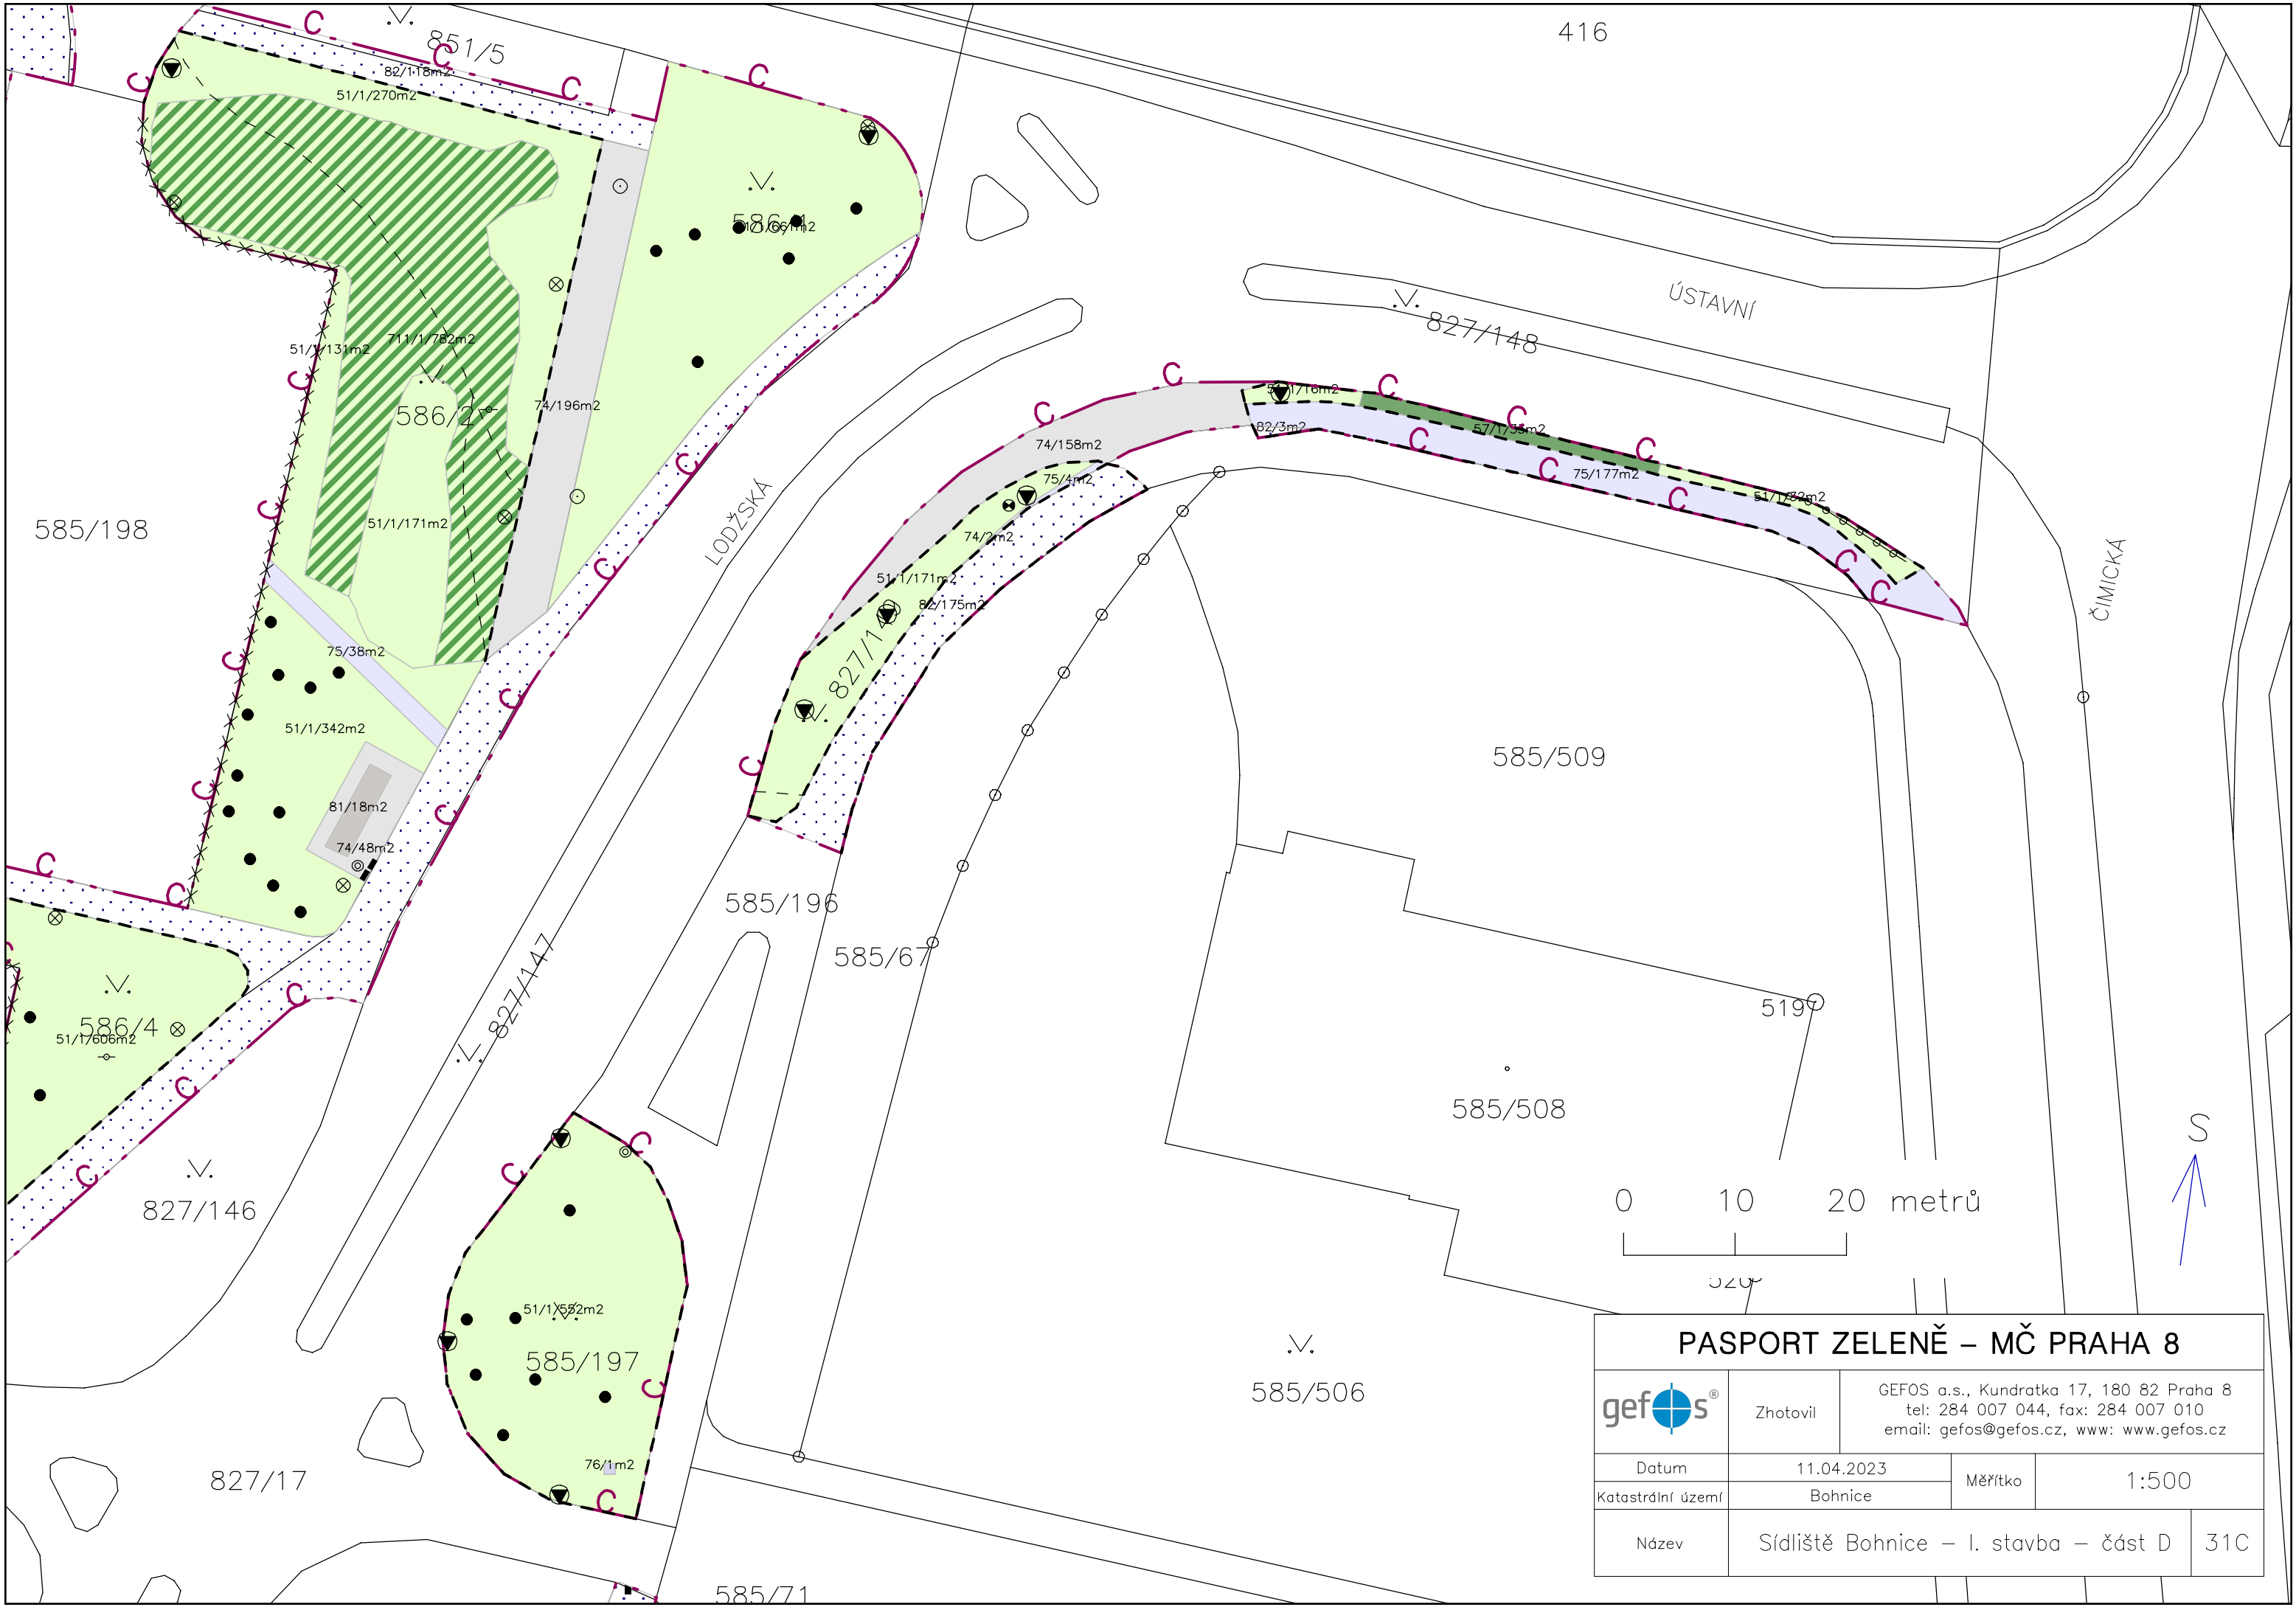 416
851/5
82/118m2
51/1/270m2
586/1
ÚSTAVNÍ
827/148
51/1/131m2
711/1/782m2
586/2
74/196m2
51/1/16m2
82/3m2
57/1/33m2
74/158m2
75/4m2
75/177m2
51/1/32m2
51/1/171m2
585/198
LODŽSKÁ
74/2m2
ČIMICKÁ
51/1/171m2
82/175m2
75/38m2
51/1/342m2
585/509
81/18m2
74/48m2
585/196
585/67
827/147
519
586/4
51/1/606m2
585/508
827/146
0 10 20 metrů
S
51/1/552m2
585/197
585/506
76/1m2
827/17
585/71
PASPORT ZELENĚ – MČ PRAHA 8
gefos®
Zhotovil
GEFOS a.s., Kundratka 17, 180 82 Praha 8
tel: 284 007 044, fax: 284 007 010
email: gefos@gefos.cz, www: www.gefos.cz
Datum 11.04.2023
Měřítko 1:500
Katastrální území Bohnice
Název Sídliště Bohnice – I. stavba – část D 31C